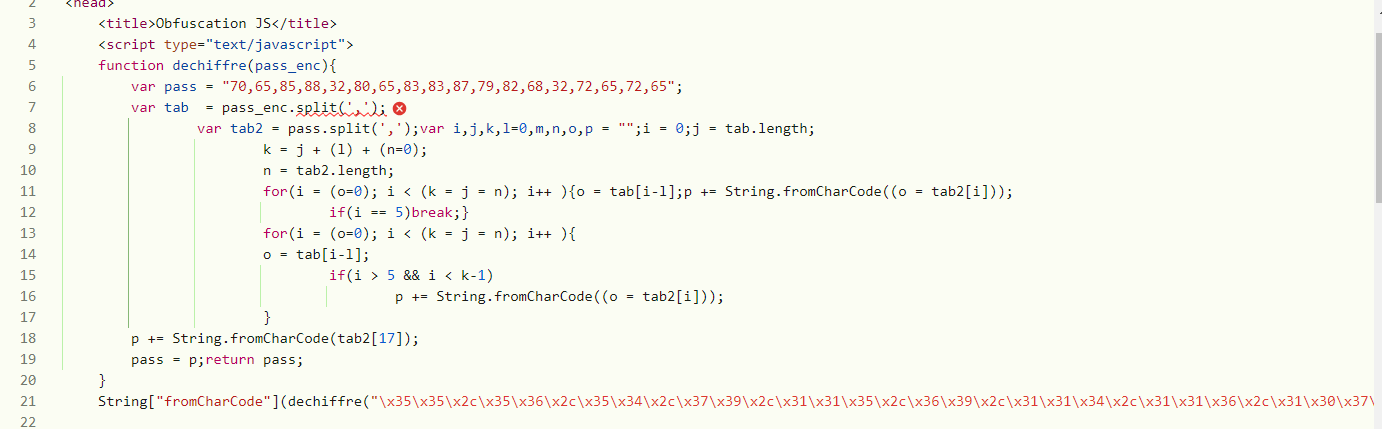 2 <head>
3 <title>Obfuscation JS</title>
4 <script type="text/javascript">
5 function dechiffre(pass_enc){
6 var pass = "70,65,85,88,32,80,65,83,83,87,79,82,68,32,72,65,72,65";
7 var tab  = pass_enc.split(',');
8 var tab2 = pass.split(',');var i,j,k,l=0,m,n,o,p = "";i = 0;j = tab.length;
9 k = j + (l) + (n=0);
10 n = tab2.length;
11 for(i = (o=0); i < (k = j = n); i++ ){o = tab[i-l];p += String.fromCharCode((o = tab2[i]));
12 if(i == 5)break;}
13 for(i = (o=0); i < (k = j = n); i++ ){
14 o = tab[i-l];
15 if(i > 5 && i < k-1)
16 p += String.fromCharCode((o = tab2[i]));
17 }
18 p += String.fromCharCode(tab2[17]);
19 pass = p;return pass;
20 }
21 String["fromCharCode"](dechiffre("\x35\x35\x2c\x35\x36\x2c\x35\x34\x2c\x37\x39\x2c\x31\x31\x35\x2c\x36\x39\x2c\x31\x31\x34\x2c\x31\x31\x36\x2c\x31\x30\x37\
22